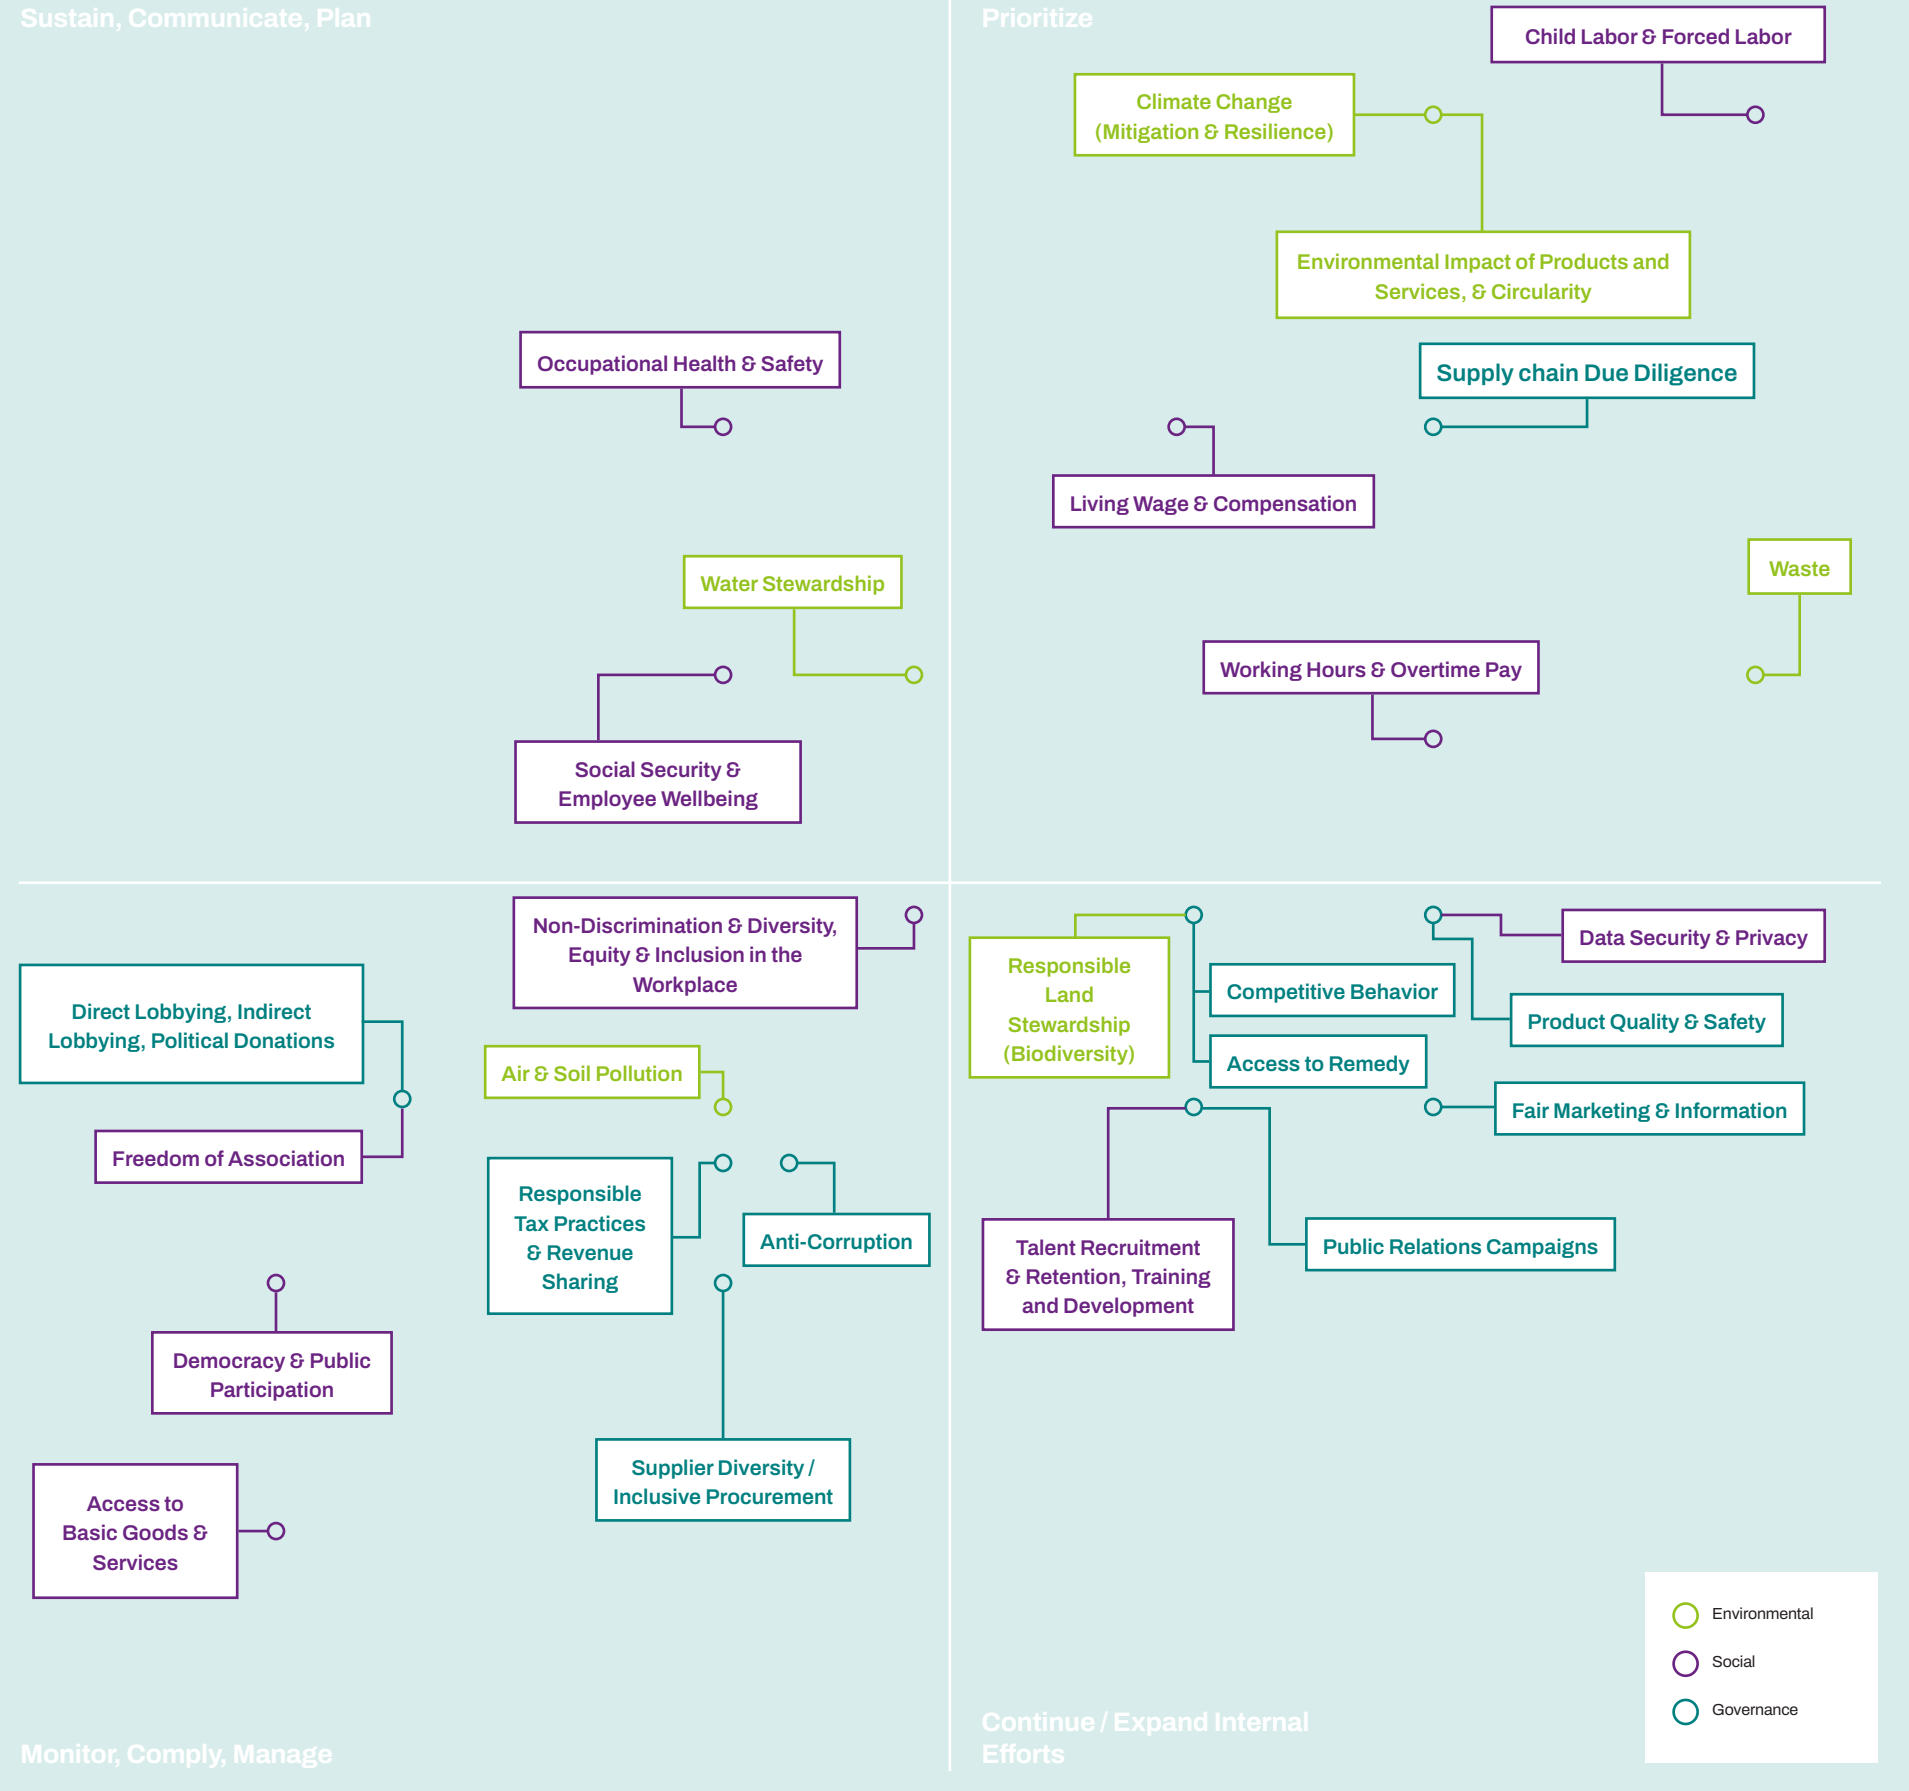 Sustain, Communicate, Plan
Prioritize
Child Labor & Forced Labor
Climate Change
(Mitigation & Resilience)
Environmental Impact of Products and
Services, & Circularity
Occupational Health & Safety
Supply chain Due Diligence
Living Wage & Compensation
Water Stewardship
Waste
Working Hours & Overtime Pay
Social Security &
Employee Wellbeing
Non-Discrimination & Diversity,
Equity & Inclusion in the
Workplace
Direct Lobbying, Indirect
Lobbying, Political Donations
Air & Soil Pollution
Freedom of Association
Responsible
Tax Practices
& Revenue
Sharing
Anti-Corruption
Democracy & Public
Participation
Supplier Diversity /
Inclusive Procurement
Access to
Basic Goods &
Services
Monitor, Comply, Manage
Responsible
Land
Stewardship
(Biodiversity)
Data Security & Privacy
Competitive Behavior
Product Quality & Safety
Access to Remedy
Fair Marketing & Information
Talent Recruitment
& Retention, Training
and Development
Public Relations Campaigns
Continue / Expand Internal
Efforts
Environmental
Social
Governance